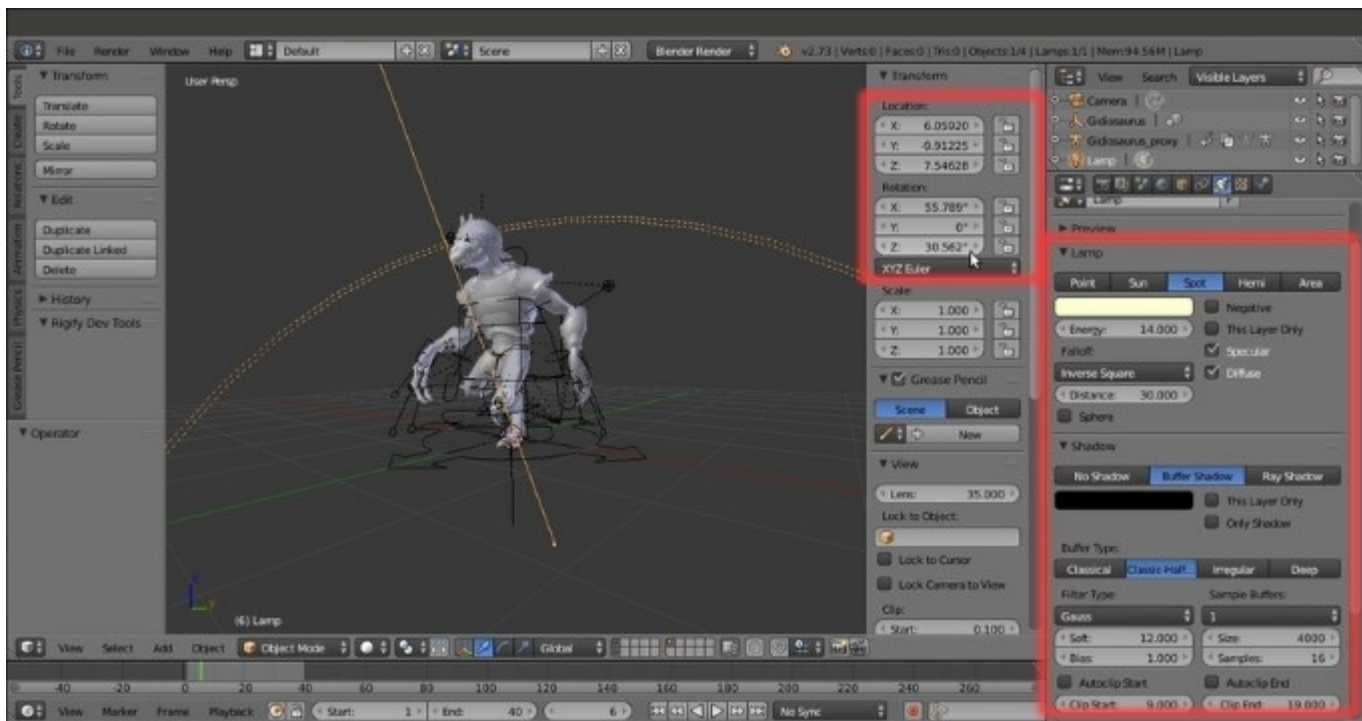 File Render Window Help Default Scene Blender Render v2.73 | Verts:0 | Faces:0 | Tris:0 | Objects:1/4 | Lamps:1/1 | Mem:94.56M | Lamp
Tools
Create
Relations
Animation
Physics
Grease Pencil
Transform
Translate
Rotate
Scale
Mirror
Edit
Duplicate
Duplicate Linked
Delete
History
Rigify Dev Tools
Operator
User Persp
(6) Lamp
Transform
Location:
X: 6.05920
Y: -9.91225
Z: 7.54628
Rotation:
X: 55.789°
Y: 0°
Z: 30.562°
XYZ Euler
Scale:
X: 1.000
Y: 1.000
Z: 1.000
Grease Pencil
Scene Object
New
View
Lens: 35.000
Lock to Object:
Lock to Cursor
Lock Camera to View
Clip:
Start: 0.100
View Search Visible Layers
Camera
Gidiosaurus
Gidiosaurus_proxy
Lamp
Lamp
Preview
Lamp
Point Sun Spot Hemi Area
Negative
Energy: 14.000 This Layer Only
Falloff: Specular
Inverse Square Diffuse
Distance: 30.000
Sphere
Shadow
No Shadow Buffer Shadow Ray Shadow
This Layer Only
Only Shadow
Buffer Type:
Classical Classic-Half... Irregular Deep
Filter Type: Sample Buffers:
Gauss 1
Soft: 12.000 Size: 4000
Bias: 1.000 Samples: 16
Autoclip Start Autoclip End
Clip Start: 9.000 Clip End: 19.000
View Select Add Object Object Mode Global
-40 -20 0 20 40 60 80 100 120 140 160 180 200 220 240 260
View Marker Frame Playback Start: 1 End: 40 6 No Sync